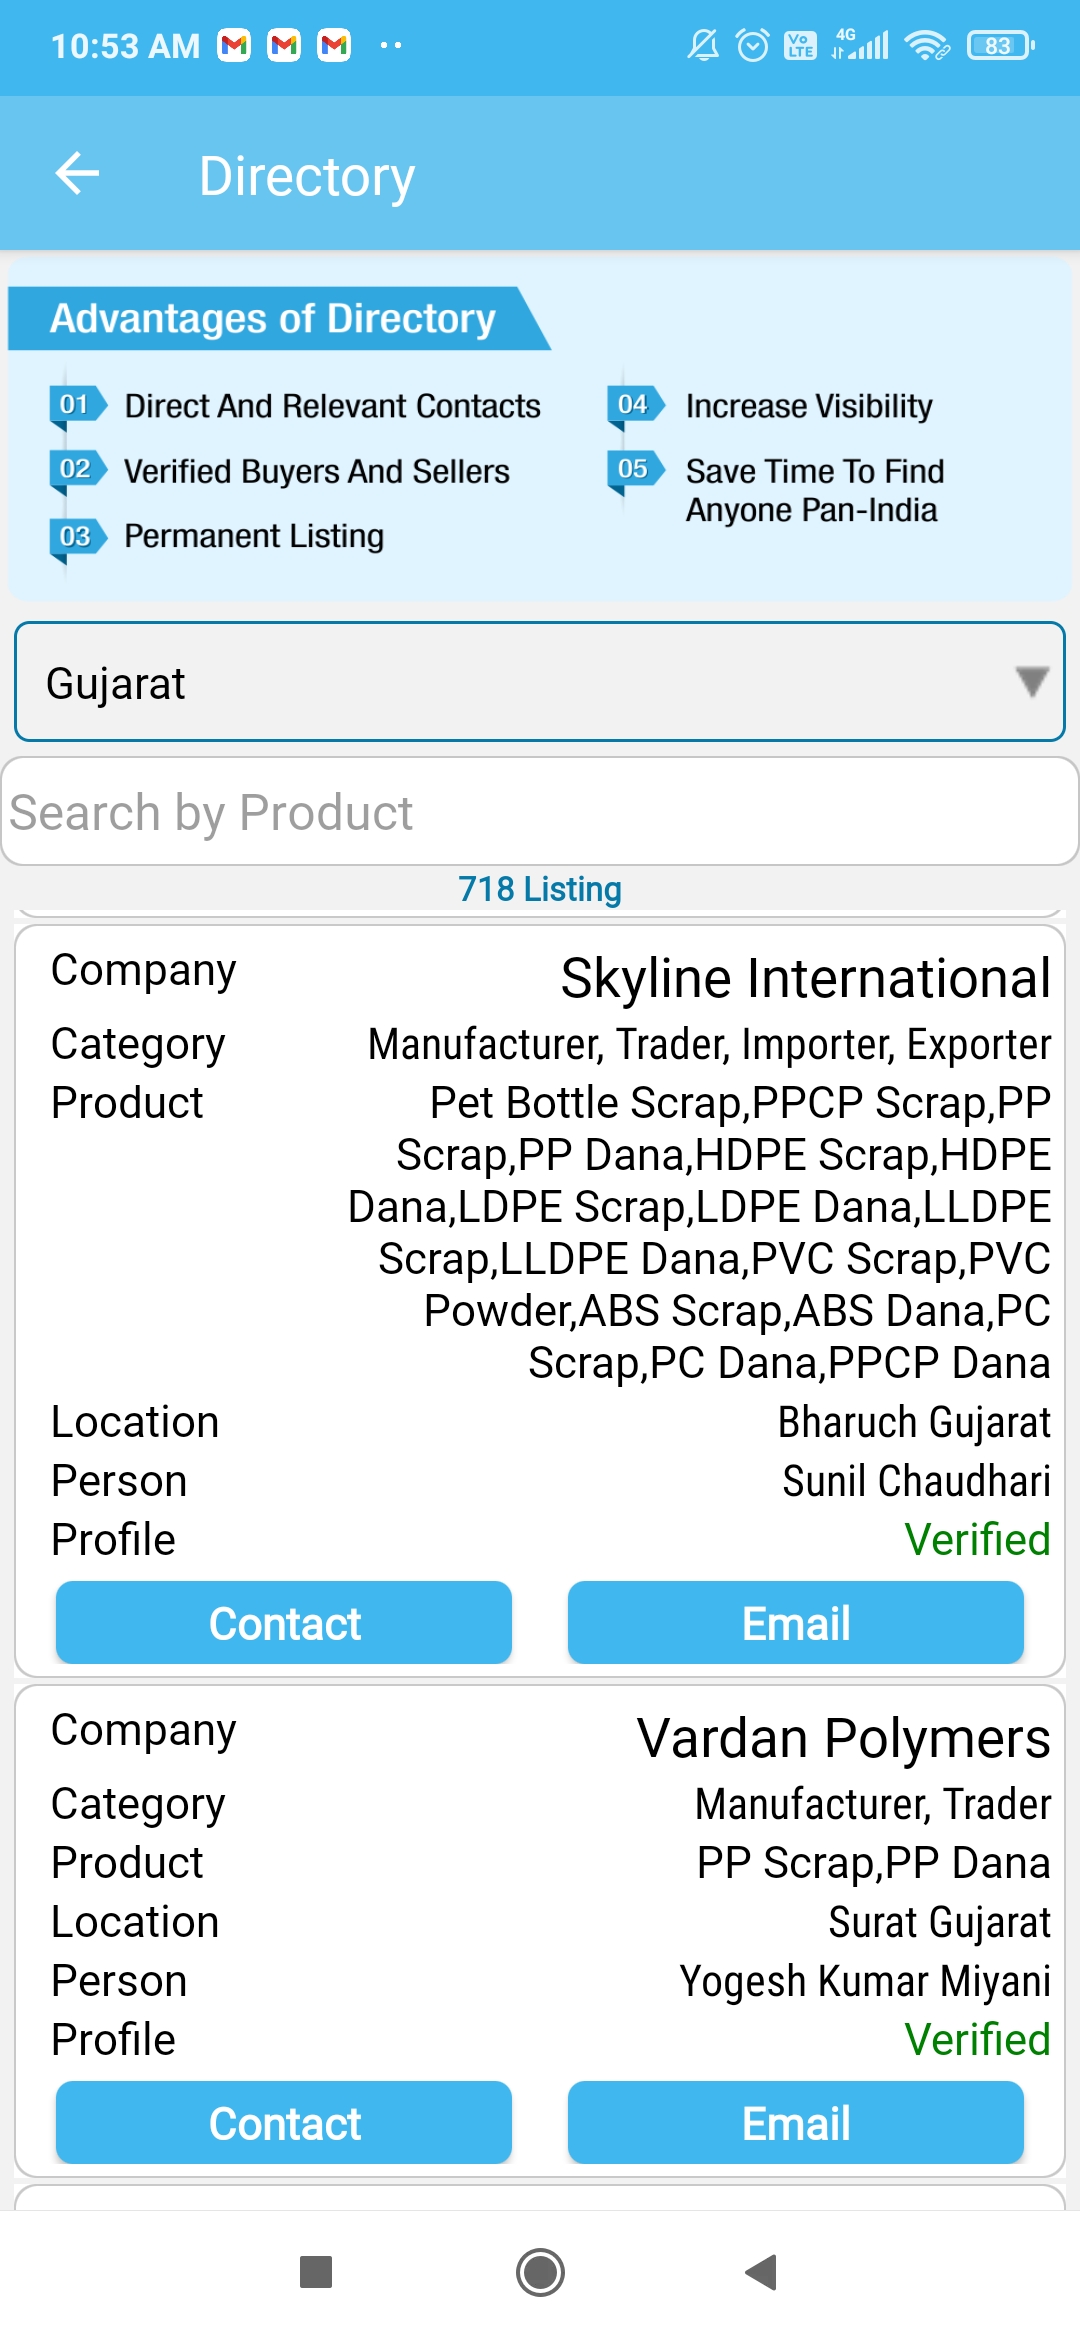 10:53 AM
4G
Vo
LTE
83
Directory
Advantages of Directory
01 Direct And Relevant Contacts
02 Verified Buyers And Sellers
03 Permanent Listing
04 Increase Visibility
05 Save Time To Find
Anyone Pan-India
Gujarat
Search by Product
718 Listing
Company Skyline International
Category Manufacturer, Trader, Importer, Exporter
Product Pet Bottle Scrap,PPCP Scrap,PP
Scrap,PP Dana,HDPE Scrap,HDPE
Dana,LDPE Scrap,LDPE Dana,LLDPE
Scrap,LLDPE Dana,PVC Scrap,PVC
Powder,ABS Scrap,ABS Dana,PC
Scrap,PC Dana,PPCP Dana
Location Bharuch Gujarat
Person Sunil Chaudhari
Profile Verified
Contact Email
Company Vardan Polymers
Category Manufacturer, Trader
Product PP Scrap,PP Dana
Location Surat Gujarat
Person Yogesh Kumar Miyani
Profile Verified
Contact Email